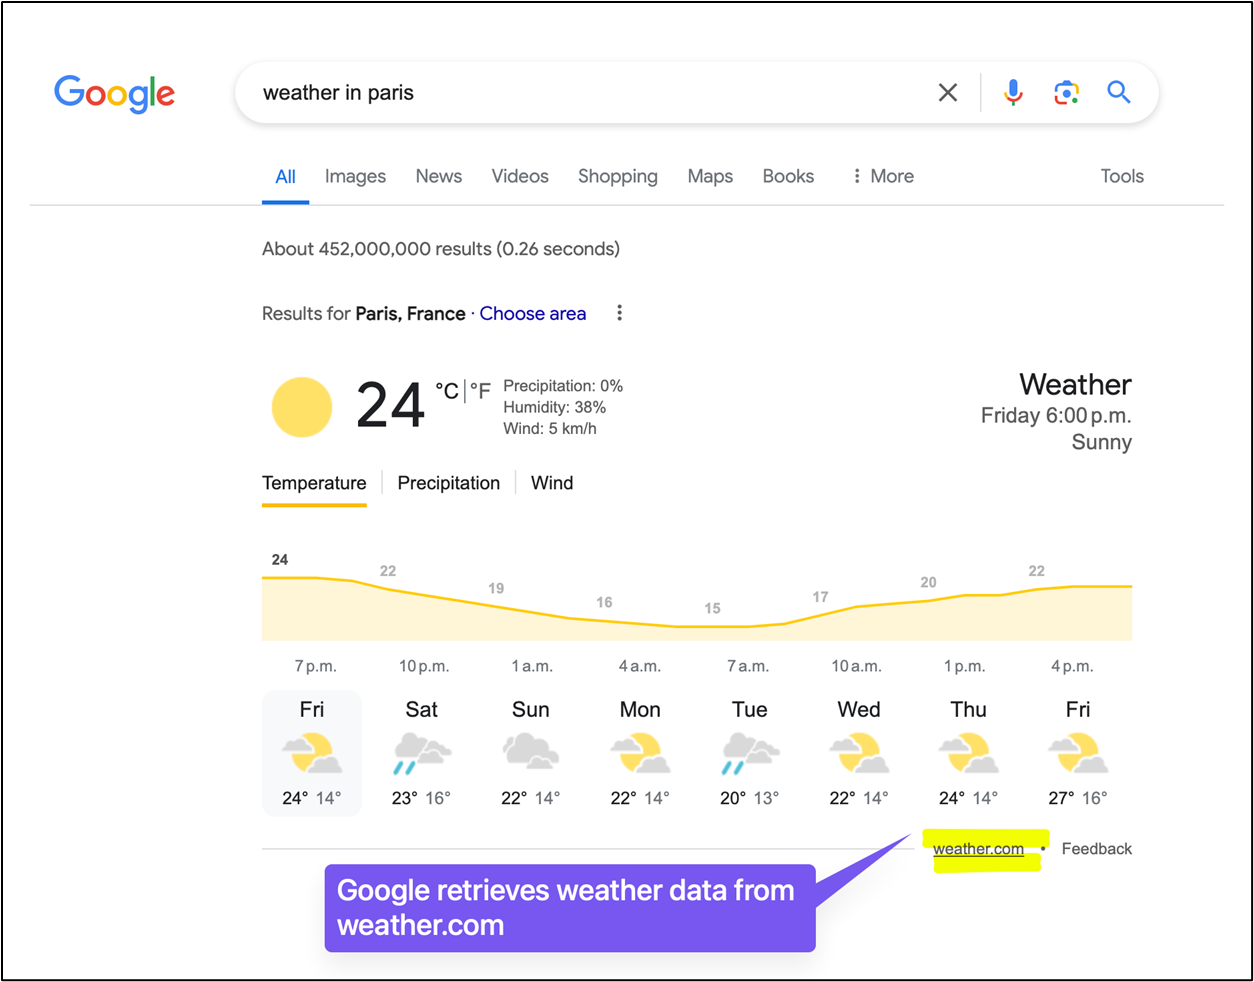 Google
weather in paris
All Images News Videos Shopping Maps Books More Tools
About 452,000,000 results (0.26 seconds)
Results for Paris, France · Choose area
24 °C | °F
Precipitation: 0%
Humidity: 38%
Wind: 5 km/h
Weather
Friday 6:00 p.m.
Sunny
Temperature Precipitation Wind
24 22 19 16 15 17 20 22
7 p.m. 10 p.m. 1 a.m. 4 a.m. 7 a.m. 10 a.m. 1 p.m. 4 p.m.
Fri Sat Sun Mon Tue Wed Thu Fri
24° 14° 23° 16° 22° 14° 22° 14° 20° 13° 22° 14° 24° 14° 27° 16°
weather.com • Feedback
Google retrieves weather data from
weather.com